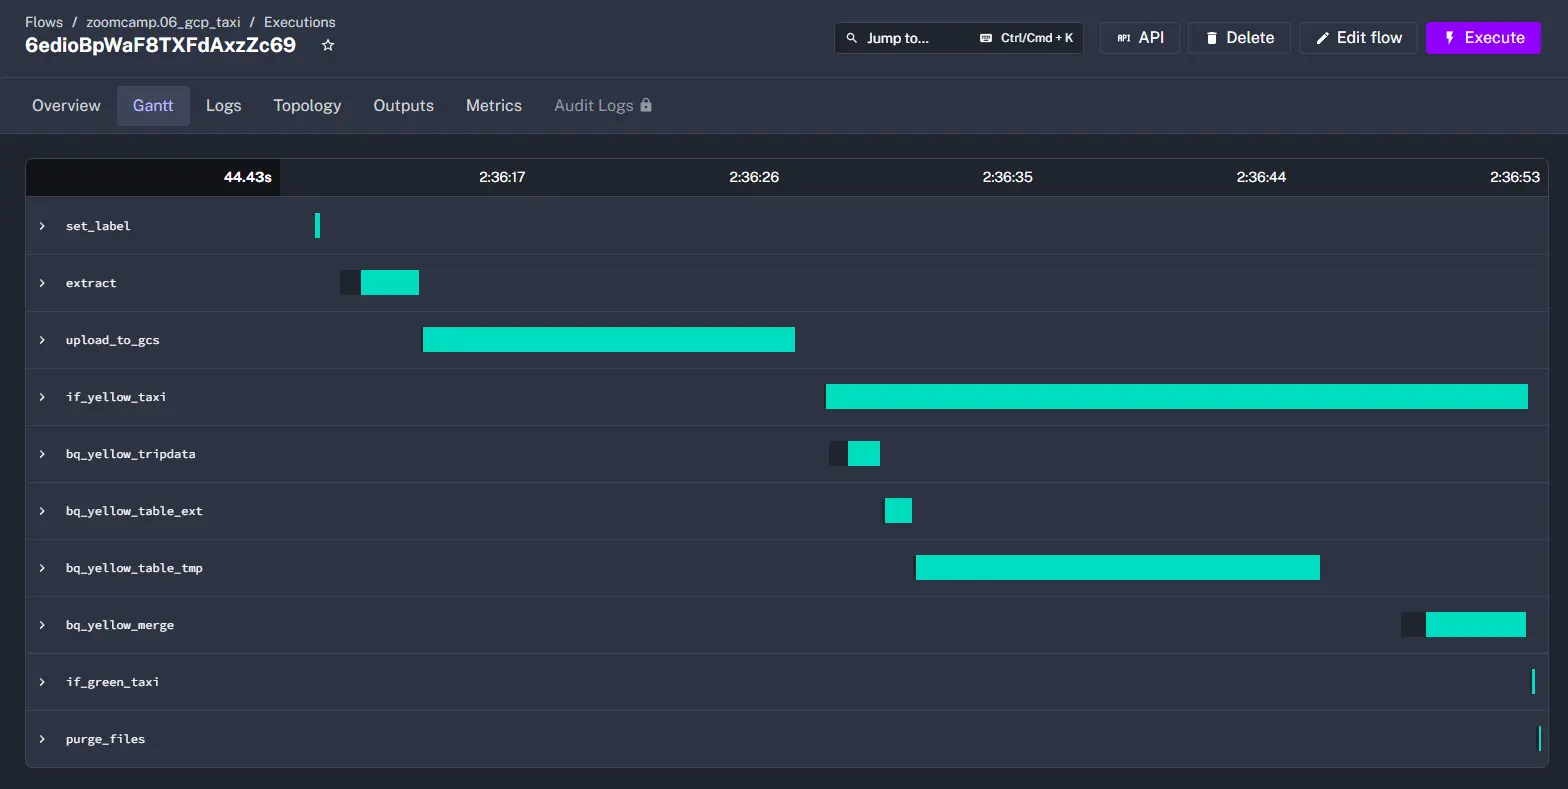 Flows / zoomcamp.06_gcp_taxi / Executions
6edioBpWaF8TXFdAxzZc69
Jump to... Ctrl/Cmd + K
API API
Delete
Edit flow
Execute
Overview Gantt Logs Topology Outputs Metrics Audit Logs
44.43s 2:36:17 2:36:26 2:36:35 2:36:44 2:36:53
set_label
extract
upload_to_gcs
if_yellow_taxi
bq_yellow_tripdata
bq_yellow_table_ext
bq_yellow_table_tmp
bq_yellow_merge
if_green_taxi
purge_files